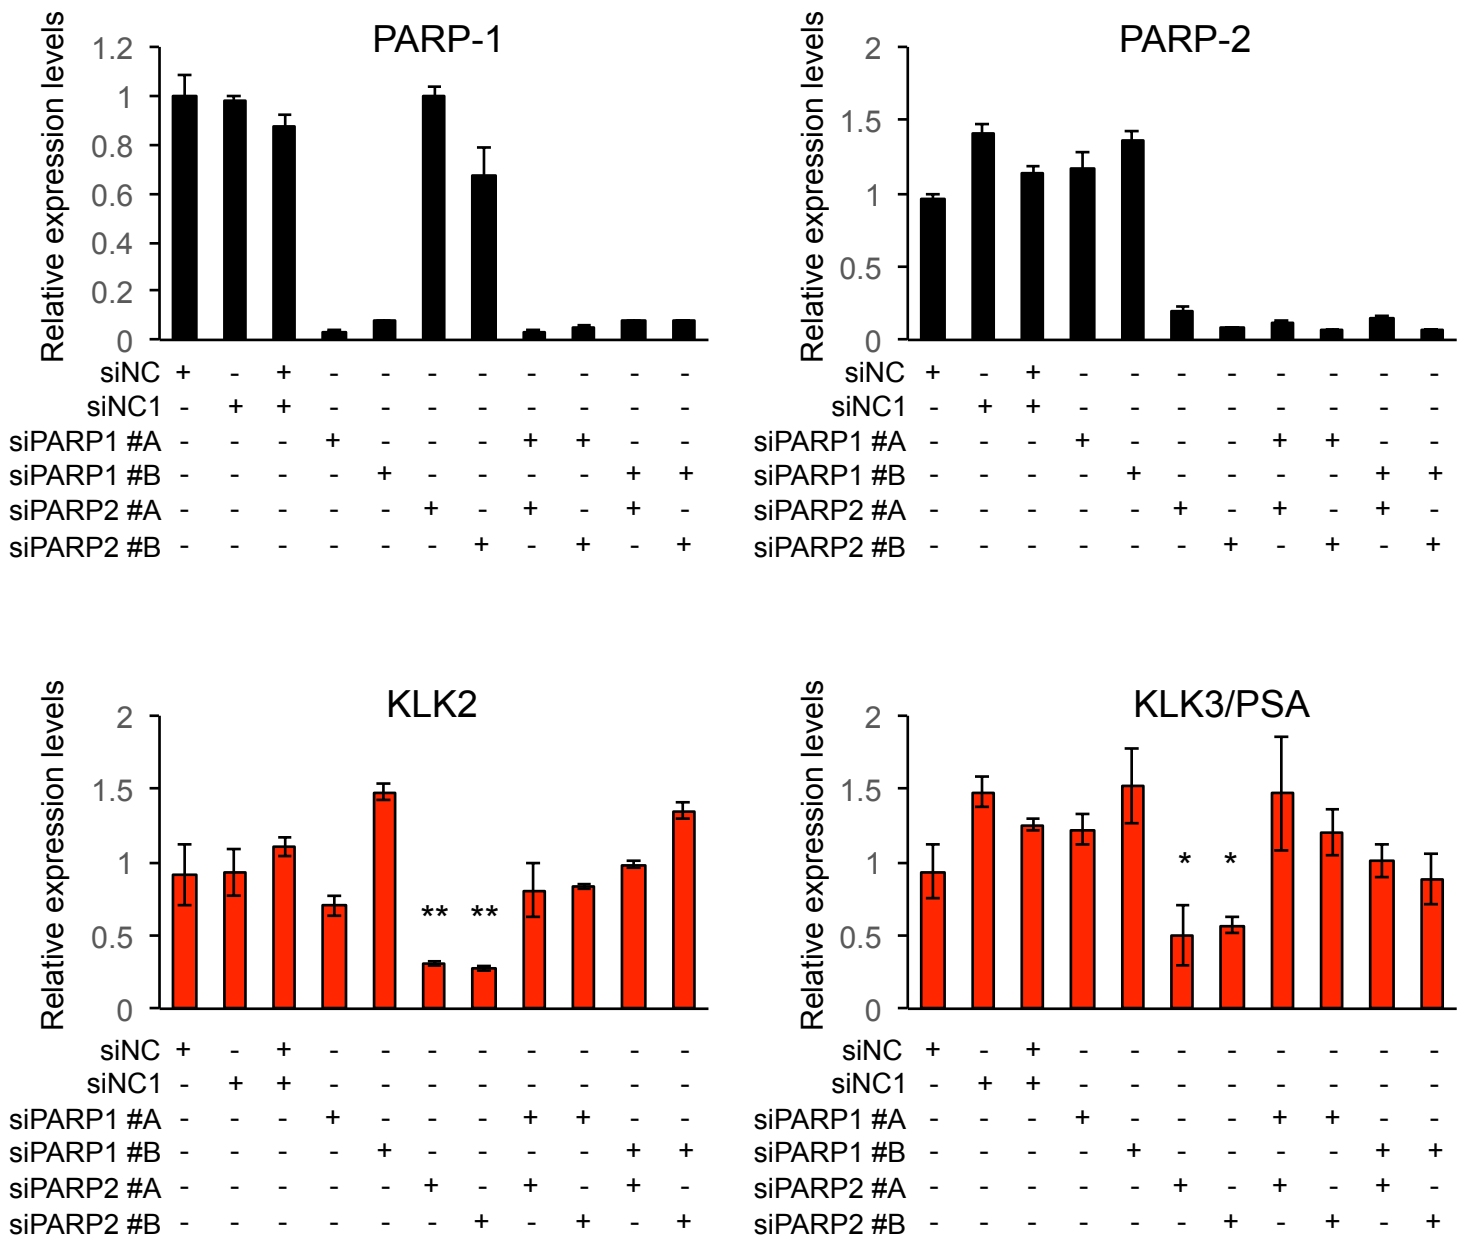 PARP-1
Relative expression levels
1.2
1
0.8
0.6
0.4
0.2
0
siNC + - + - - - - - - - -
siNC1 - + + - - - - - - - -
siPARP1 #A - - - + - - - + + - -
siPARP1 #B - - - - + - - - - + +
siPARP2 #A - - - - - + - + - + -
siPARP2 #B - - - - - - + - + - +
PARP-2
Relative expression levels
2
1.5
1
0.5
0
siNC + - + - - - - - - - -
siNC1 - + + - - - - - - - -
siPARP1 #A - - - + - - - + + - -
siPARP1 #B - - - - + - - - - + +
siPARP2 #A - - - - - + - + - + -
siPARP2 #B - - - - - - + - + - +
KLK2
Relative expression levels
2
1.5
1
0.5
0
** **
siNC + - + - - - - - - - -
siNC1 - + + - - - - - - - -
siPARP1 #A - - - + - - - + + - -
siPARP1 #B - - - - + - - - - + +
siPARP2 #A - - - - - + - + - + -
siPARP2 #B - - - - - - + - + - +
KLK3/PSA
Relative expression levels
2
1.5
1
0.5
0
* *
siNC + - + - - - - - - - -
siNC1 - + + - - - - - - - -
siPARP1 #A - - - + - - - + + - -
siPARP1 #B - - - - + - - - - + +
siPARP2 #A - - - - - + - + - + -
siPARP2 #B - - - - - - + - + - +